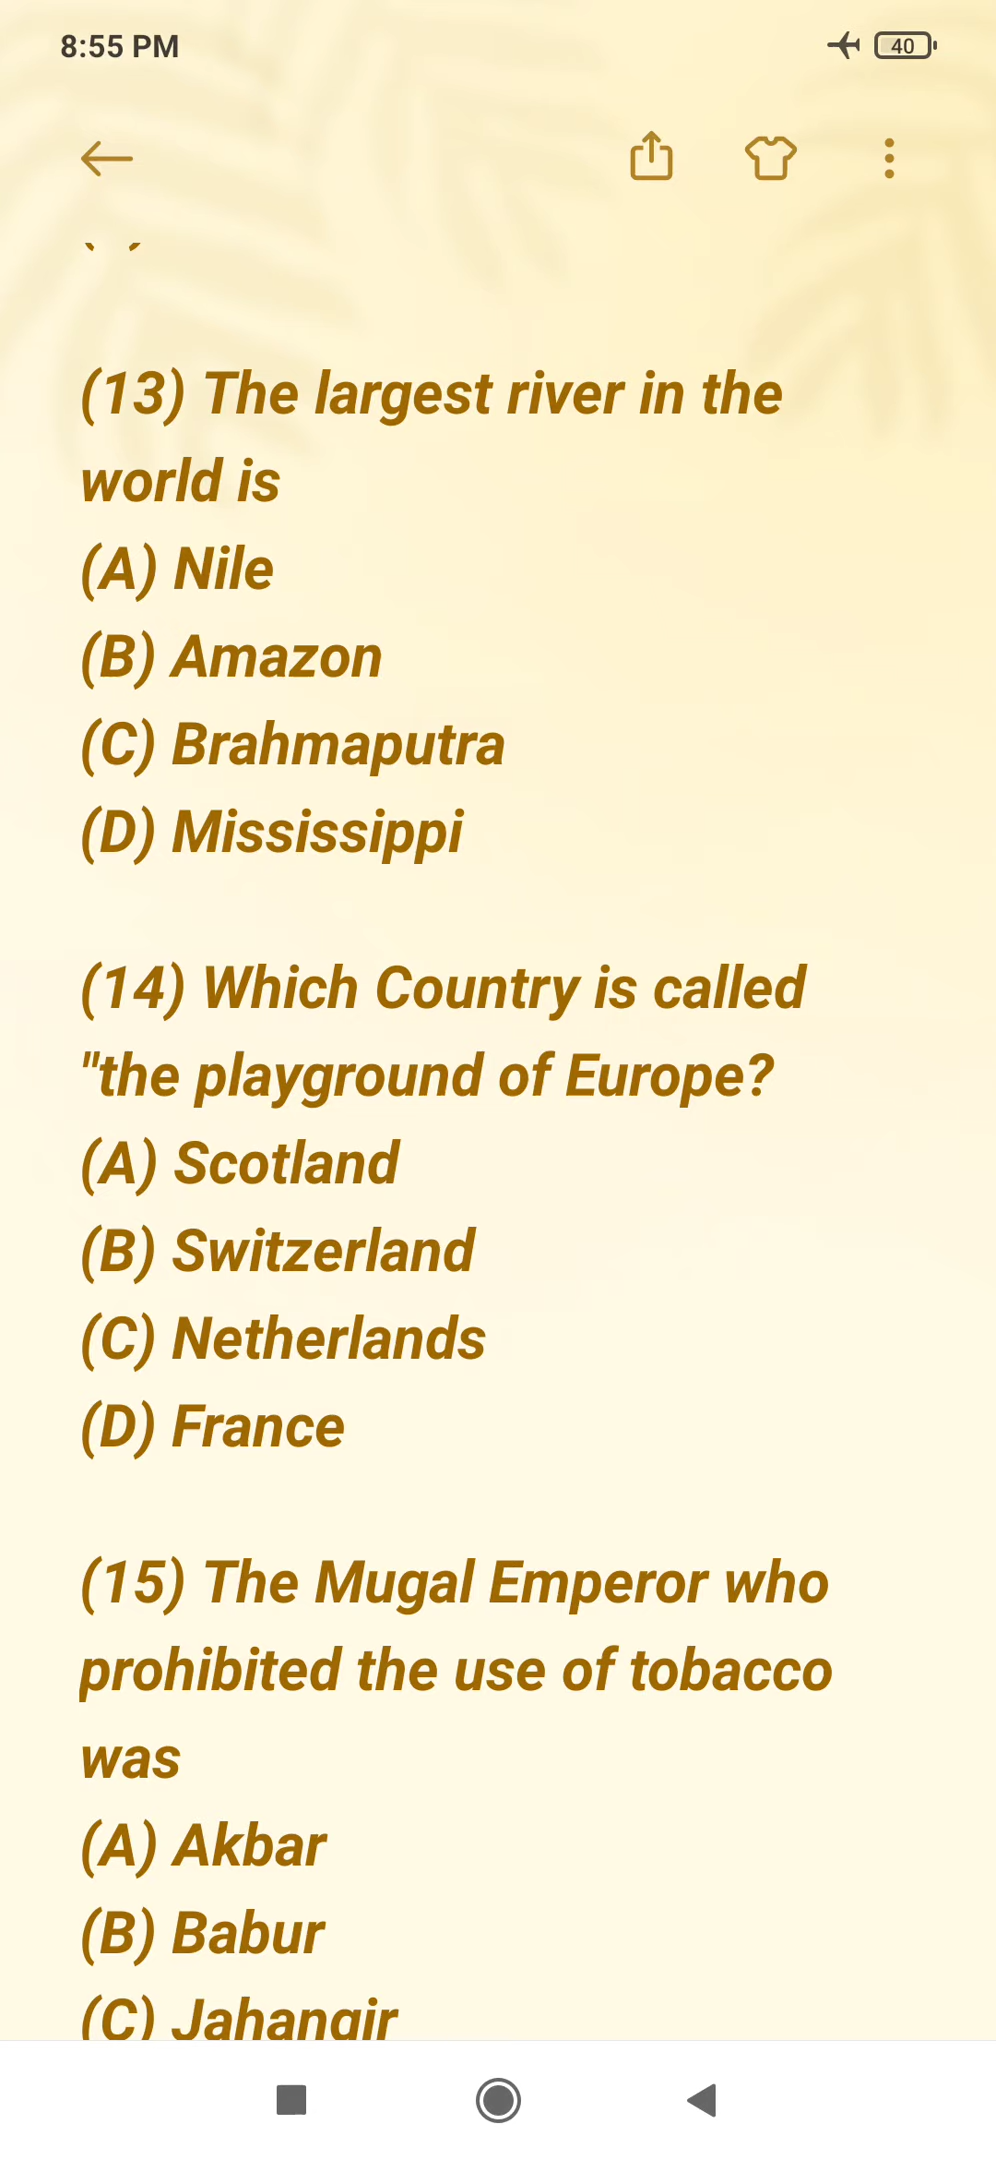 8:55 PM
40
(13) The largest river in the
world is
(A) Nile
(B) Amazon
(C) Brahmaputra
(D) Mississippi
(14) Which Country is called
"the playground of Europe?
(A) Scotland
(B) Switzerland
(C) Netherlands
(D) France
(15) The Mugal Emperor who
prohibited the use of tobacco
was
(A) Akbar
(B) Babur
(C) Jahangir